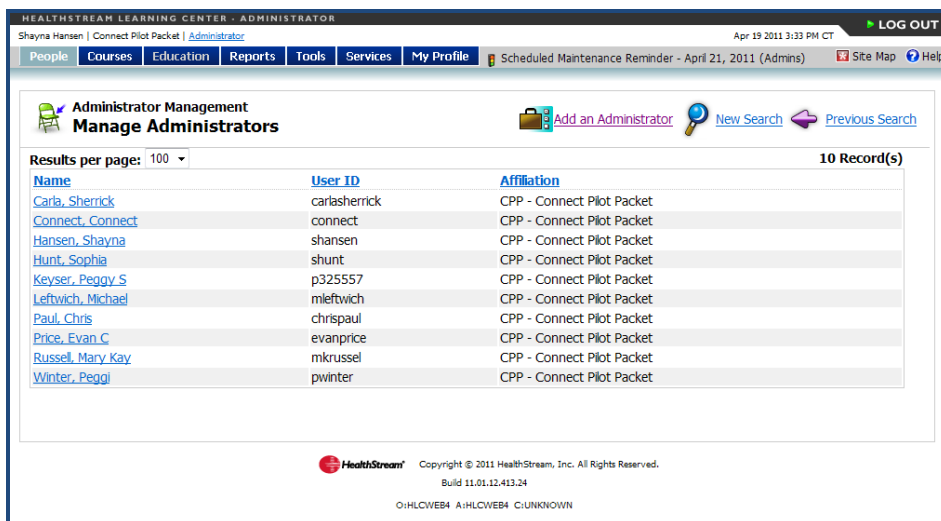 HEALTHSTREAM LEARNING CENTER - ADMINISTRATOR
LOG OUT
Shayna Hansen | Connect Pilot Packet | Administrator
Apr 19 2011 3:33 PM CT
People Courses Education Reports Tools Services My Profile Scheduled Maintenance Reminder - April 21, 2011 (Admins) Site Map Help
Administrator Management
Manage Administrators
Add an Administrator New Search Previous Search
Results per page: 100 10 Record(s)
Name User ID Affiliation
Carla, Sherrick carlasherrick CPP - Connect Pilot Packet
Connect, Connect connect CPP - Connect Pilot Packet
Hansen, Shayna shansen CPP - Connect Pilot Packet
Hunt, Sophia shunt CPP - Connect Pilot Packet
Keyser, Peggy S p325557 CPP - Connect Pilot Packet
Leftwich, Michael mleftwich CPP - Connect Pilot Packet
Paul, Chris chrispaul CPP - Connect Pilot Packet
Price, Evan C evanprice CPP - Connect Pilot Packet
Russell, Mary Kay mkrussel CPP - Connect Pilot Packet
Winter, Peggi pwinter CPP - Connect Pilot Packet
HealthStream Copyright © 2011 HealthStream, Inc. All Rights Reserved.
Build 11.01.12.413.24
O:HLCWEB4 A:HLCWEB4 C:UNKNOWN